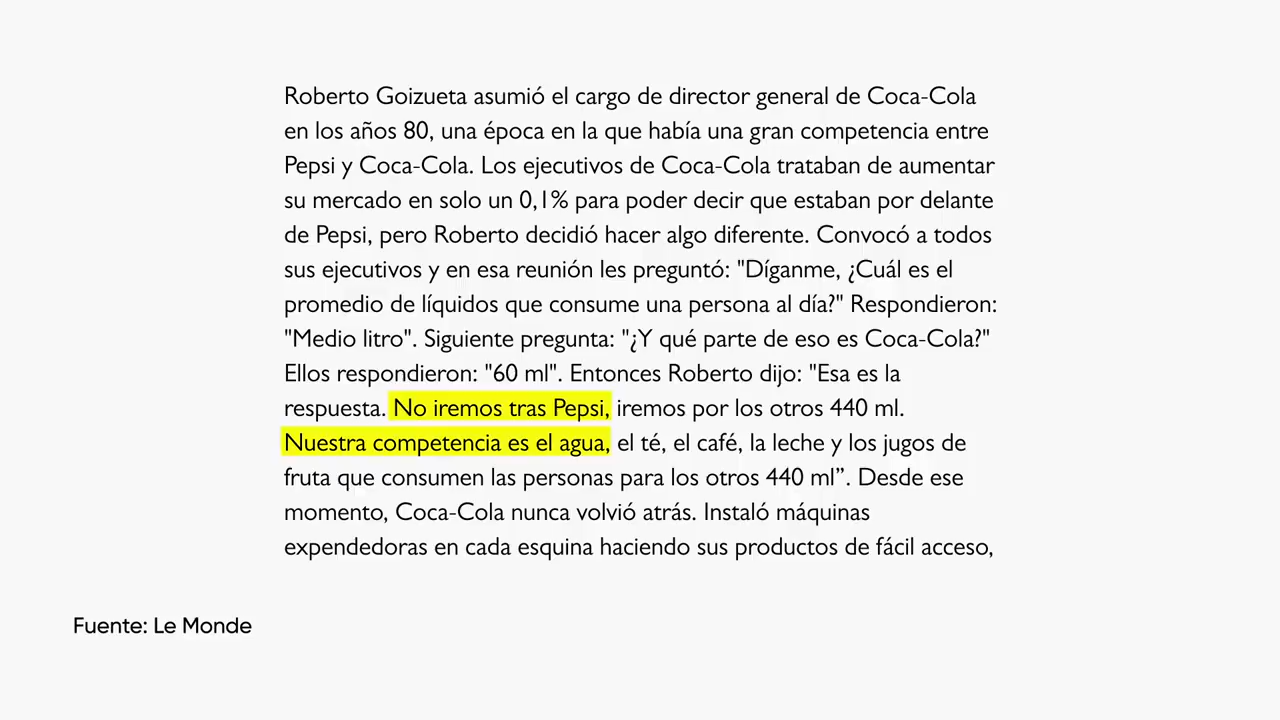 Roberto Goizueta asumió el cargo de director general de Coca-Cola
en los años 80, una época en la que había una gran competencia entre
Pepsi y Coca-Cola. Los ejecutivos de Coca-Cola trataban de aumentar
su mercado en solo un 0,1% para poder decir que estaban por delante
de Pepsi, pero Roberto decidió hacer algo diferente. Convocó a todos
sus ejecutivos y en esa reunión les preguntó: "Díganme, ¿Cuál es el
promedio de líquidos que consume una persona al día?" Respondieron:
"Medio litro". Siguiente pregunta: "¿Y qué parte de eso es Coca-Cola?"
Ellos respondieron: "60 ml". Entonces Roberto dijo: "Esa es la
respuesta. No iremos tras Pepsi, iremos por los otros 440 ml.
Nuestra competencia es el agua, el té, el café, la leche y los jugos de
fruta que consumen las personas para los otros 440 ml”. Desde ese
momento, Coca-Cola nunca volvió atrás. Instaló máquinas
expendedoras en cada esquina haciendo sus productos de fácil acceso,
Fuente: Le Monde